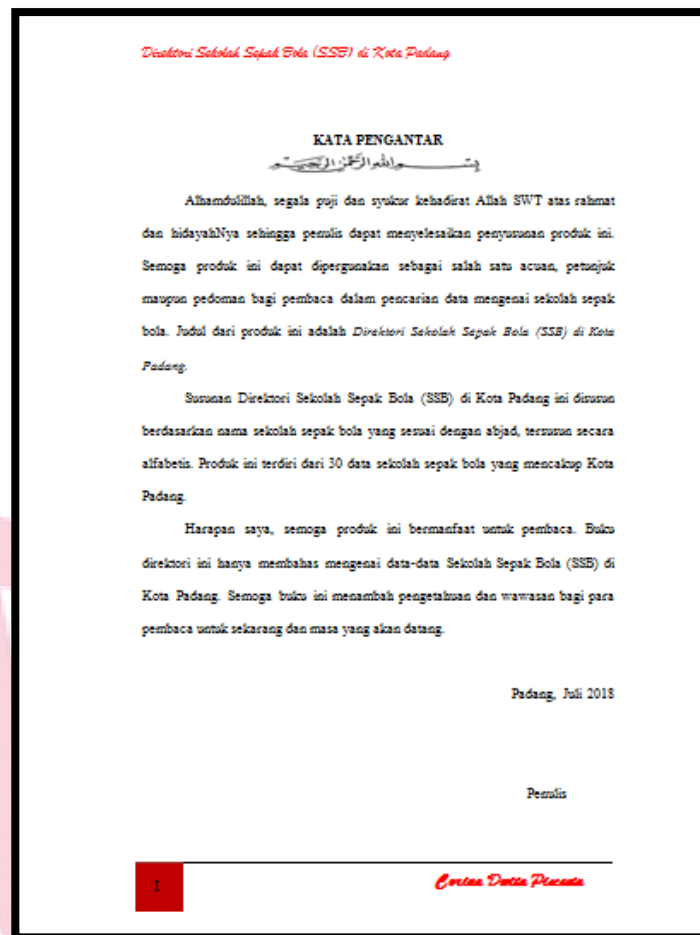 Direktori Sekolah Sepak Bola (SSB) di Kota Padang
KATA PENGANTAR
بِسْــــــــمِ اللهِ الرَّحْمَنِ الرَّحِيْمِ
Alhamdulillah, segala puji dan syukur kehadirat Allah SWT atas rahmat
dan hidayahNya sehingga penulis dapat menyelesaikan penyusunan produk ini.
Semoga produk ini dapat dipergunakan sebagai salah satu acuan, petunjuk
maupun pedoman bagi pembaca dalam pencarian data mengenai sekolah sepak
bola. Judul dari produk ini adalah Direktori Sekolah Sepak Bola (SSB) di Kota
Padang.
Susunan Direktori Sekolah Sepak Bola (SSB) di Kota Padang ini disusun
berdasarkan nama sekolah sepak bola yang sesuai dengan abjad, tersusun secara
alfabetis. Produk ini terdiri dari 30 data sekolah sepak bola yang mencakup Kota
Padang.
Harapan saya, semoga produk ini bermanfaat untuk pembaca. Buku
direktori ini hanya membahas mengenai data-data Sekolah Sepak Bola (SSB) di
Kota Padang. Semoga buku ini menambah pengetahuan dan wawasan bagi para
pembaca untuk sekarang dan masa yang akan datang.
Padang, Juli 2018
Penulis
I